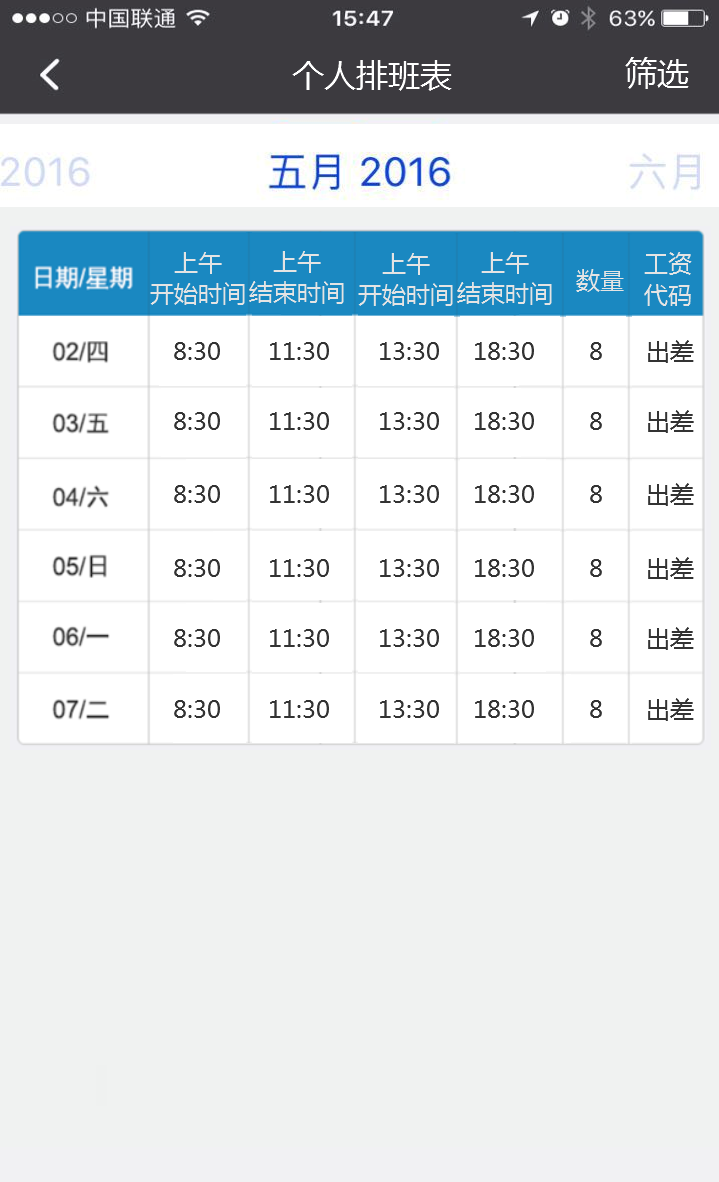 中国联通 15:47 63%
个人排班表 筛选
2016 五月 2016 六月
日期/星期 上午 开始时间 上午 结束时间 上午 开始时间 上午 结束时间 数量 工资 代码
02/四 8:30 11:30 13:30 18:30 8 出差
03/五 8:30 11:30 13:30 18:30 8 出差
04/六 8:30 11:30 13:30 18:30 8 出差
05/日 8:30 11:30 13:30 18:30 8 出差
06/一 8:30 11:30 13:30 18:30 8 出差
07/二 8:30 11:30 13:30 18:30 8 出差